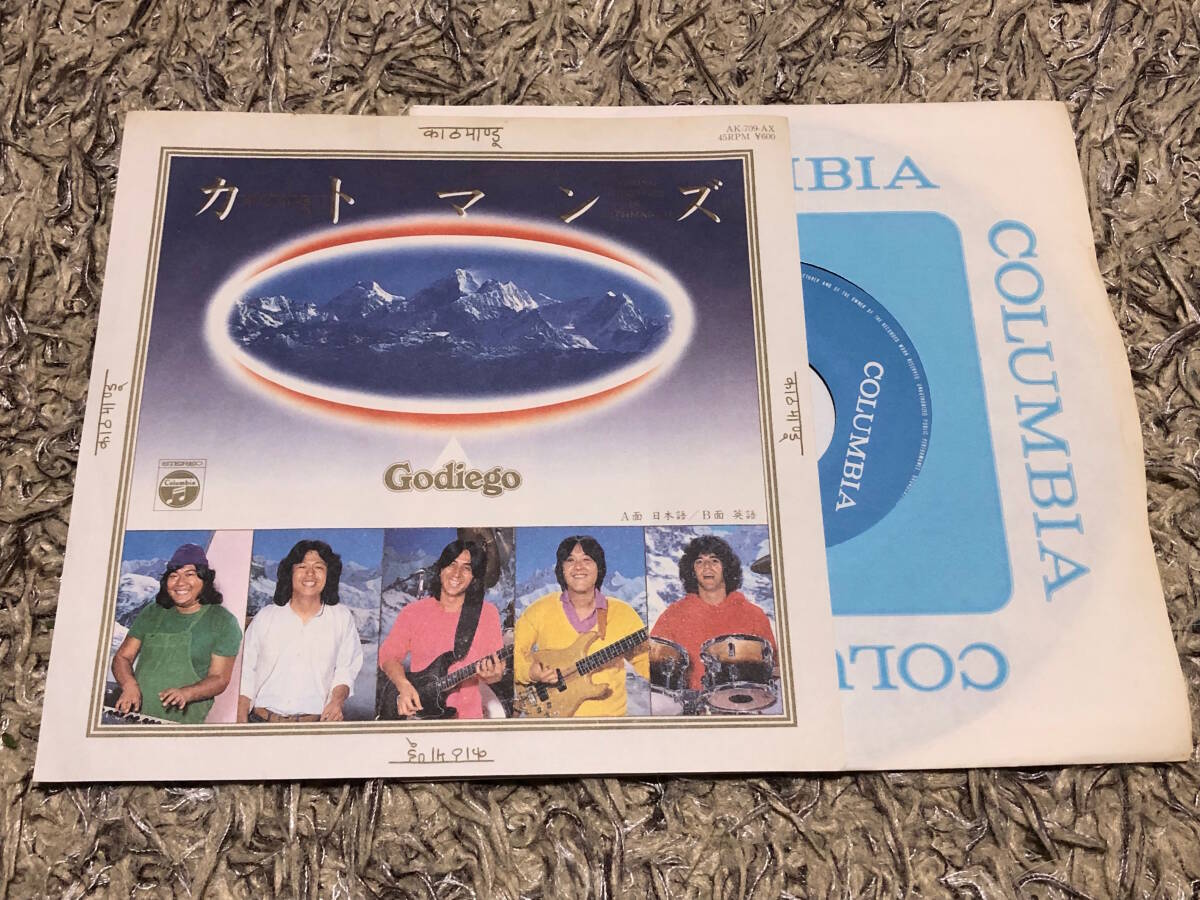 काठमाण्डू
AK-709-AX
45RPM ¥600
カトマンズ
काठमाण्डू
काठमाण्डू
Columbia
Godiego
A面 日本語/B面 英語
काठमाण्डू
COLUMBIA
COLUMBIA
COLUMBIA